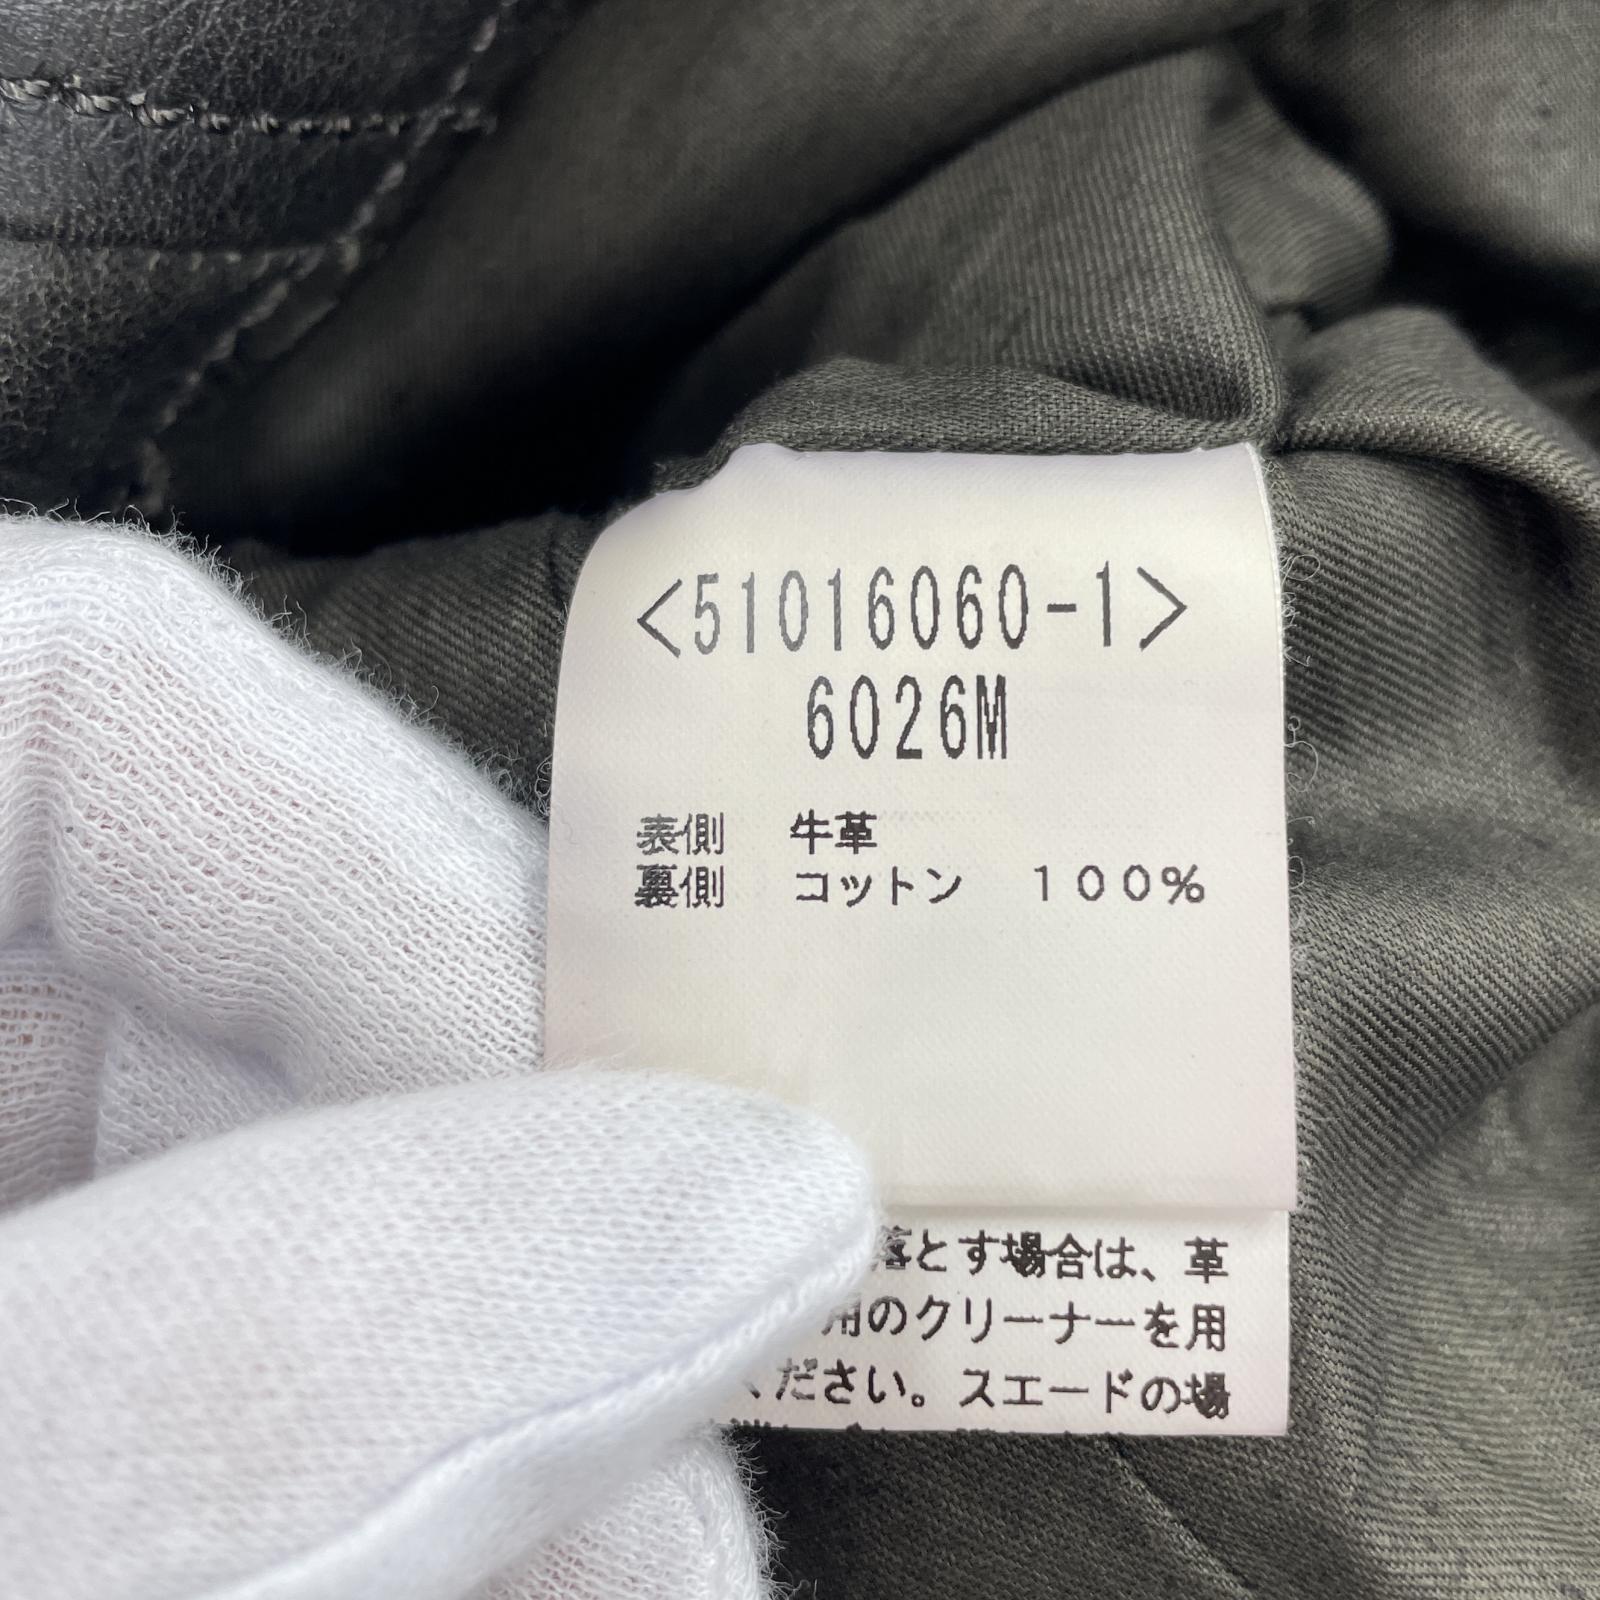 <51016060-1>
6026M
表側 牛革
裏側 コットン 100%
落とす場合は、革
用のクリーナーを用
ください。スエードの場